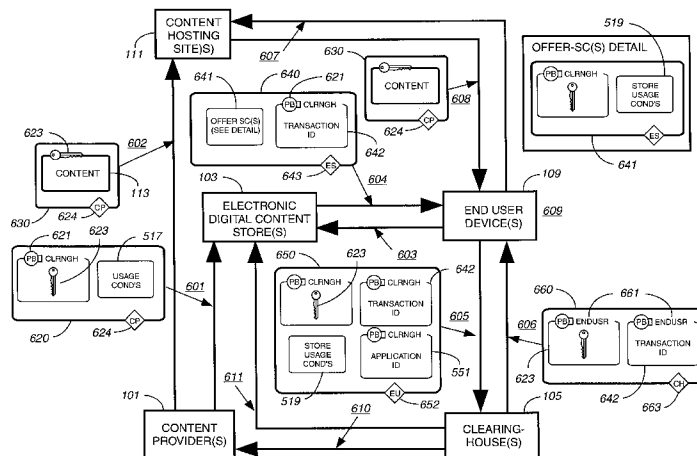 CONTENT
HOSTING
SITE(S)
111
607
630
CONTENT
608
624
CP
519
OFFER-SC(S) DETAIL
PB CLRNGH
STORE
USAGE
COND'S
ES
641
640
641
621
PB CLRNGH
OFFER SC(S)
(SEE DETAIL)
TRANSACTION
ID
642
ES
643
604
623
602
CONTENT
113
630
624
CP
103
ELECTRONIC
DIGITAL CONTENT
STORE(S)
109
END USER
DEVICE(S)
609
603
621
623
517
PB CLRNGH
USAGE
COND'S
601
620
624
CP
650
623
642
PB CLRNGH
PB CLRNGH
TRANSACTION
ID
605
STORE
USAGE
COND'S
PB CLRNGH
APPLICATION
ID
519
551
EU
652
660
661
606
PB ENDUSR
PB ENDUSR
TRANSACTION
ID
623
642
CH
663
611
101
CONTENT
PROVIDER(S)
610
105
CLEARING-
HOUSE(S)